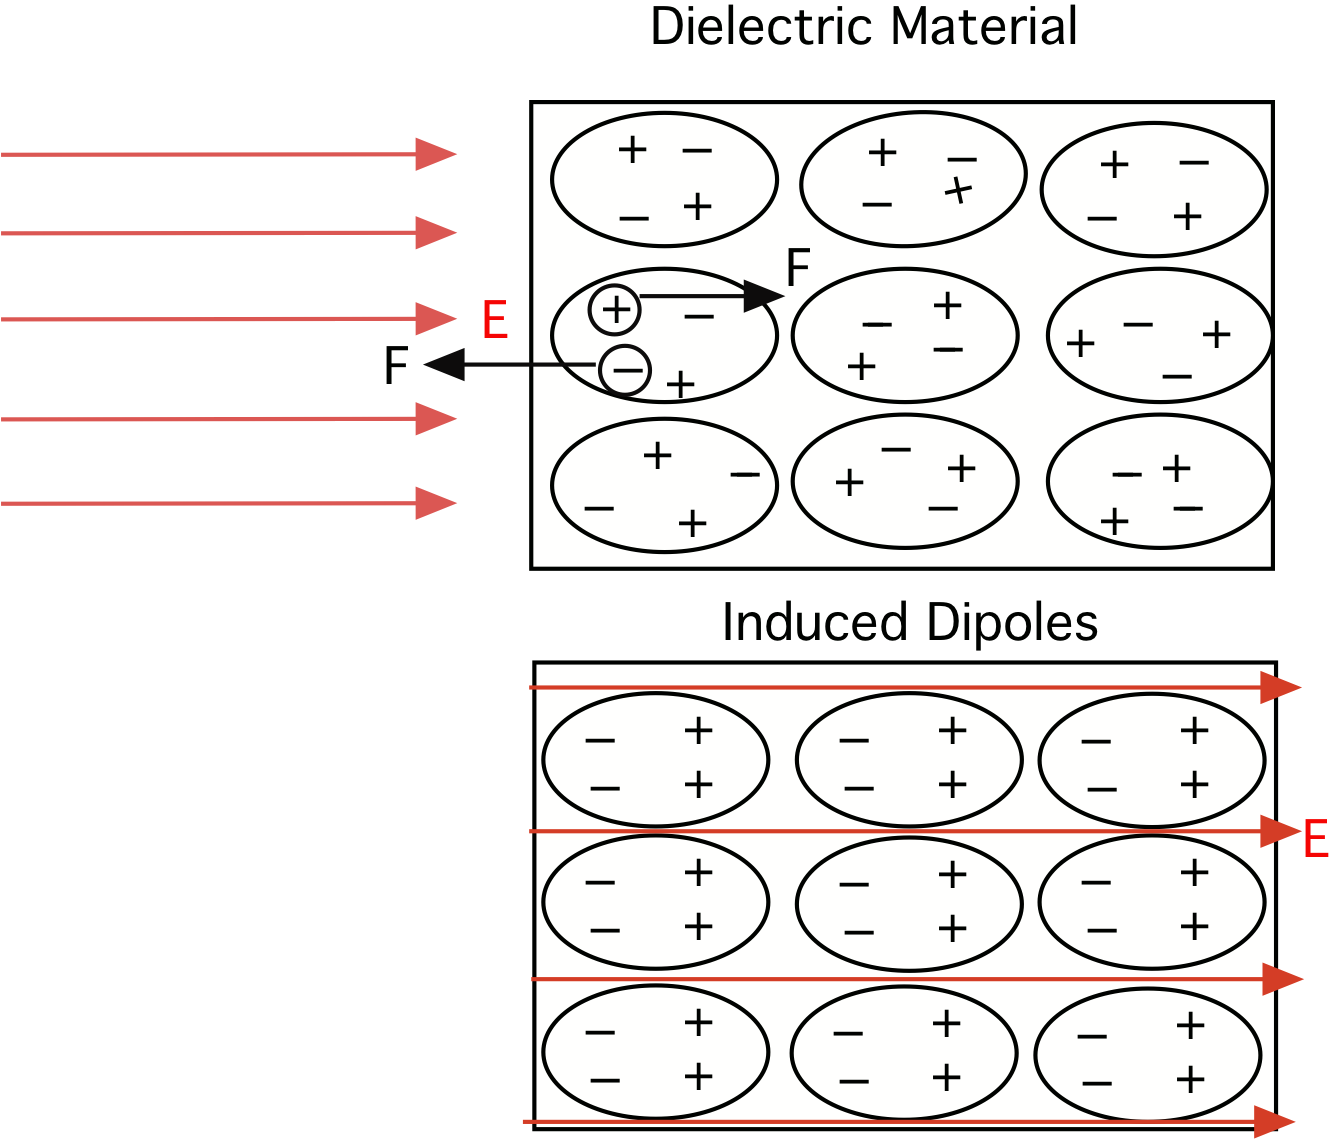 Dielectric Material
+ − + − + −
− + − + − +
F
E
F
+ − − + + − +
− + + − −
+ − − + − +
− + + − + −
Induced Dipoles
− + − + − +
− + − + − +
E
− + − + − +
− + − + − +
− + − + − +
− + − + − +